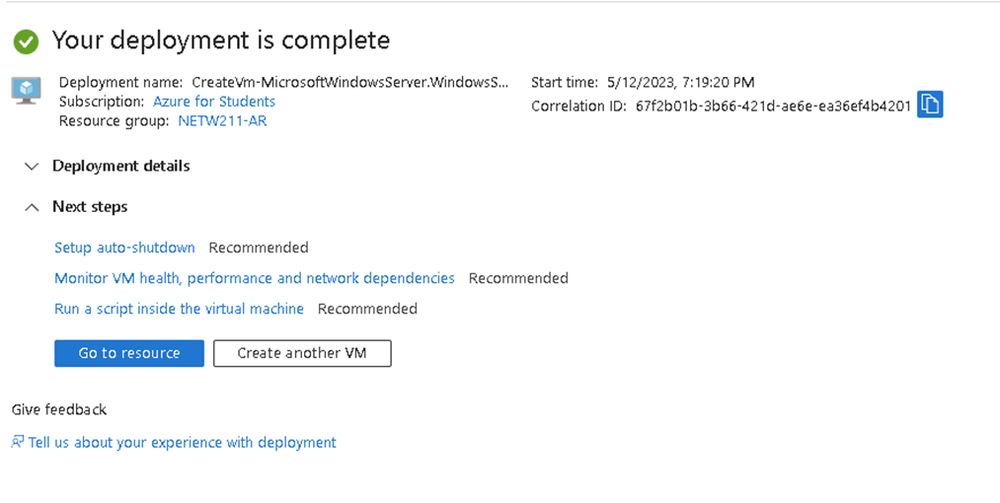 Your deployment is complete
Deployment name: CreateVm-MicrosoftWindowsServer.WindowsS...
Subscription: Azure for Students
Resource group: NETW211-AR
Start time: 5/12/2023, 7:19:20 PM
Correlation ID: 67f2b01b-3b66-421d-ae6e-ea36ef4b4201
Deployment details
Next steps
Setup auto-shutdown Recommended
Monitor VM health, performance and network dependencies Recommended
Run a script inside the virtual machine Recommended
Go to resource Create another VM
Give feedback
Tell us about your experience with deployment